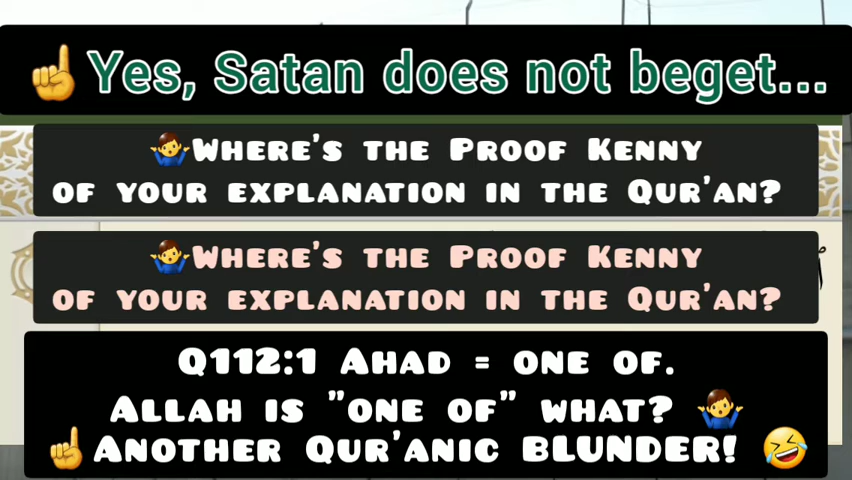 ☝️Yes, Satan does not beget...
🤷‍♂️Where's the Proof Kenny
of your explanation in the Qur'an?
🤷‍♂️Where's the Proof Kenny
of your explanation in the Qur'an?
Q112:1 Ahad = one of.
Allah is "one of" what? 🤷‍♂️
☝️Another Qur'anic BLUNDER! 🤣